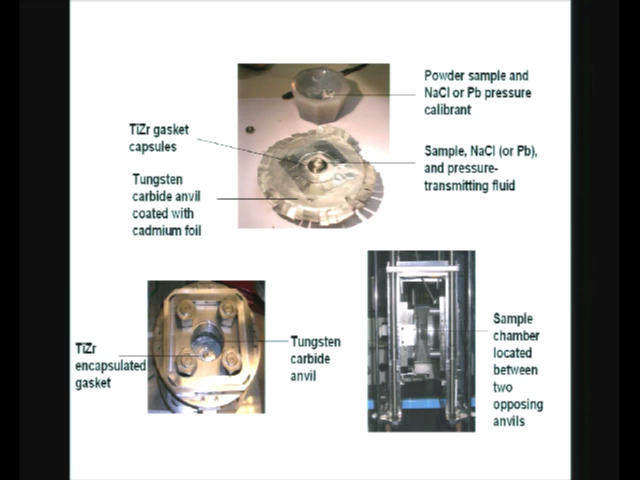 Powder sample and
NaCl or Pb pressure
calibrant
TiZr gasket
capsules
Sample, NaCl (or Pb),
and pressure-
transmitting fluid
Tungsten
carbide anvil
coated with
cadmium foil
TiZr
encapsulated
gasket
Tungsten
carbide
anvil
Sample
chamber
located
between
two
opposing
anvils